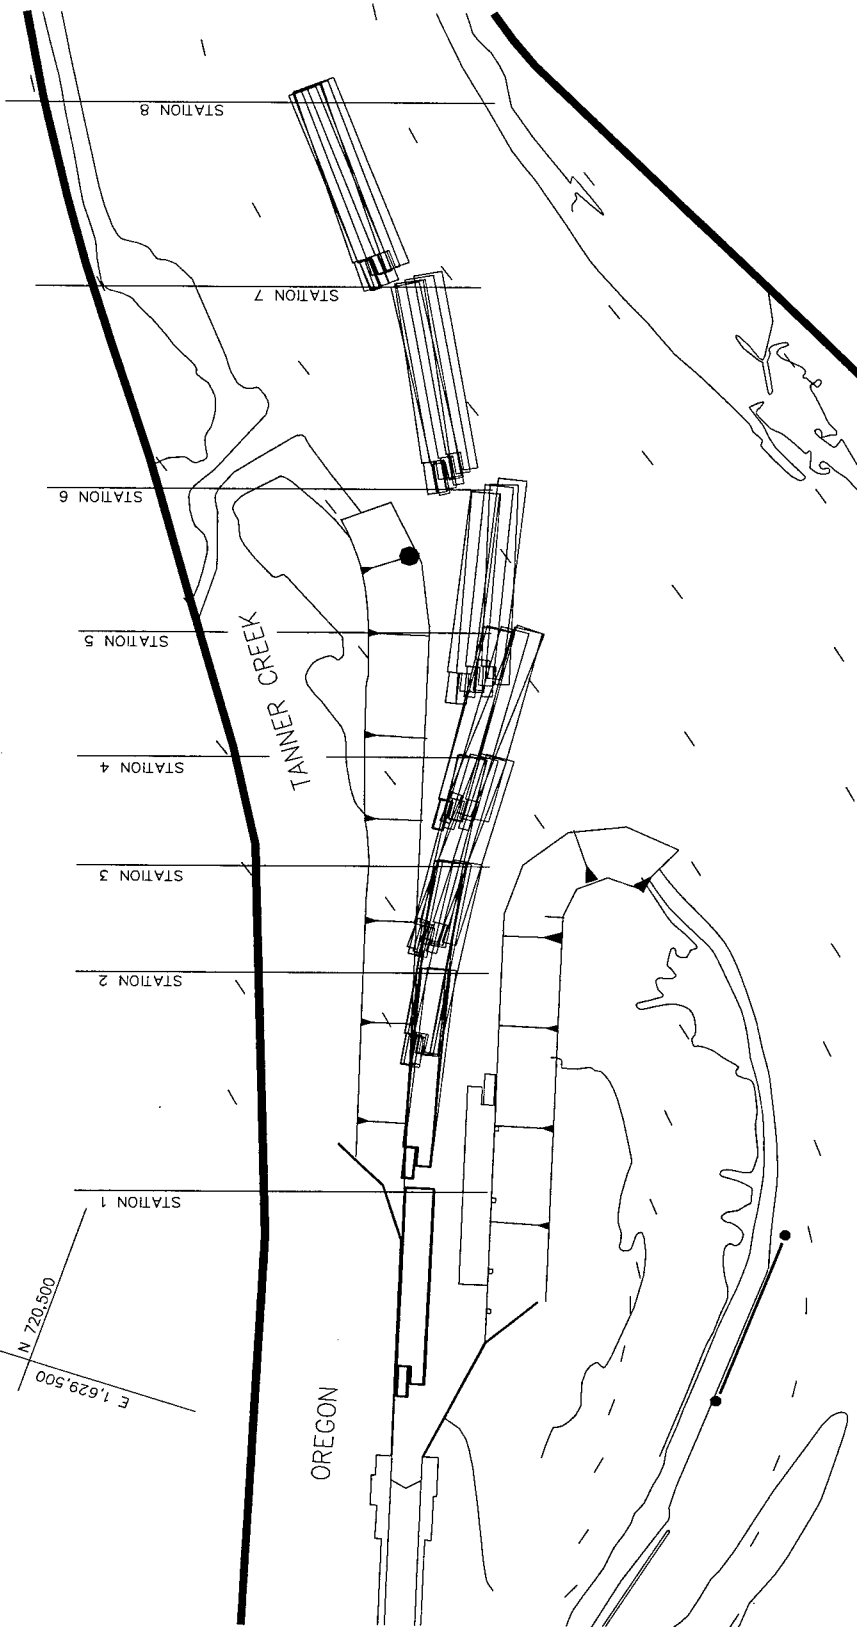 STATION 8
STATION 7
STATION 6
STATION 5
TANNER CREEK
STATION 4
STATION 3
STATION 2
STATION 1
N 720,500
E 1,629,500
OREGON